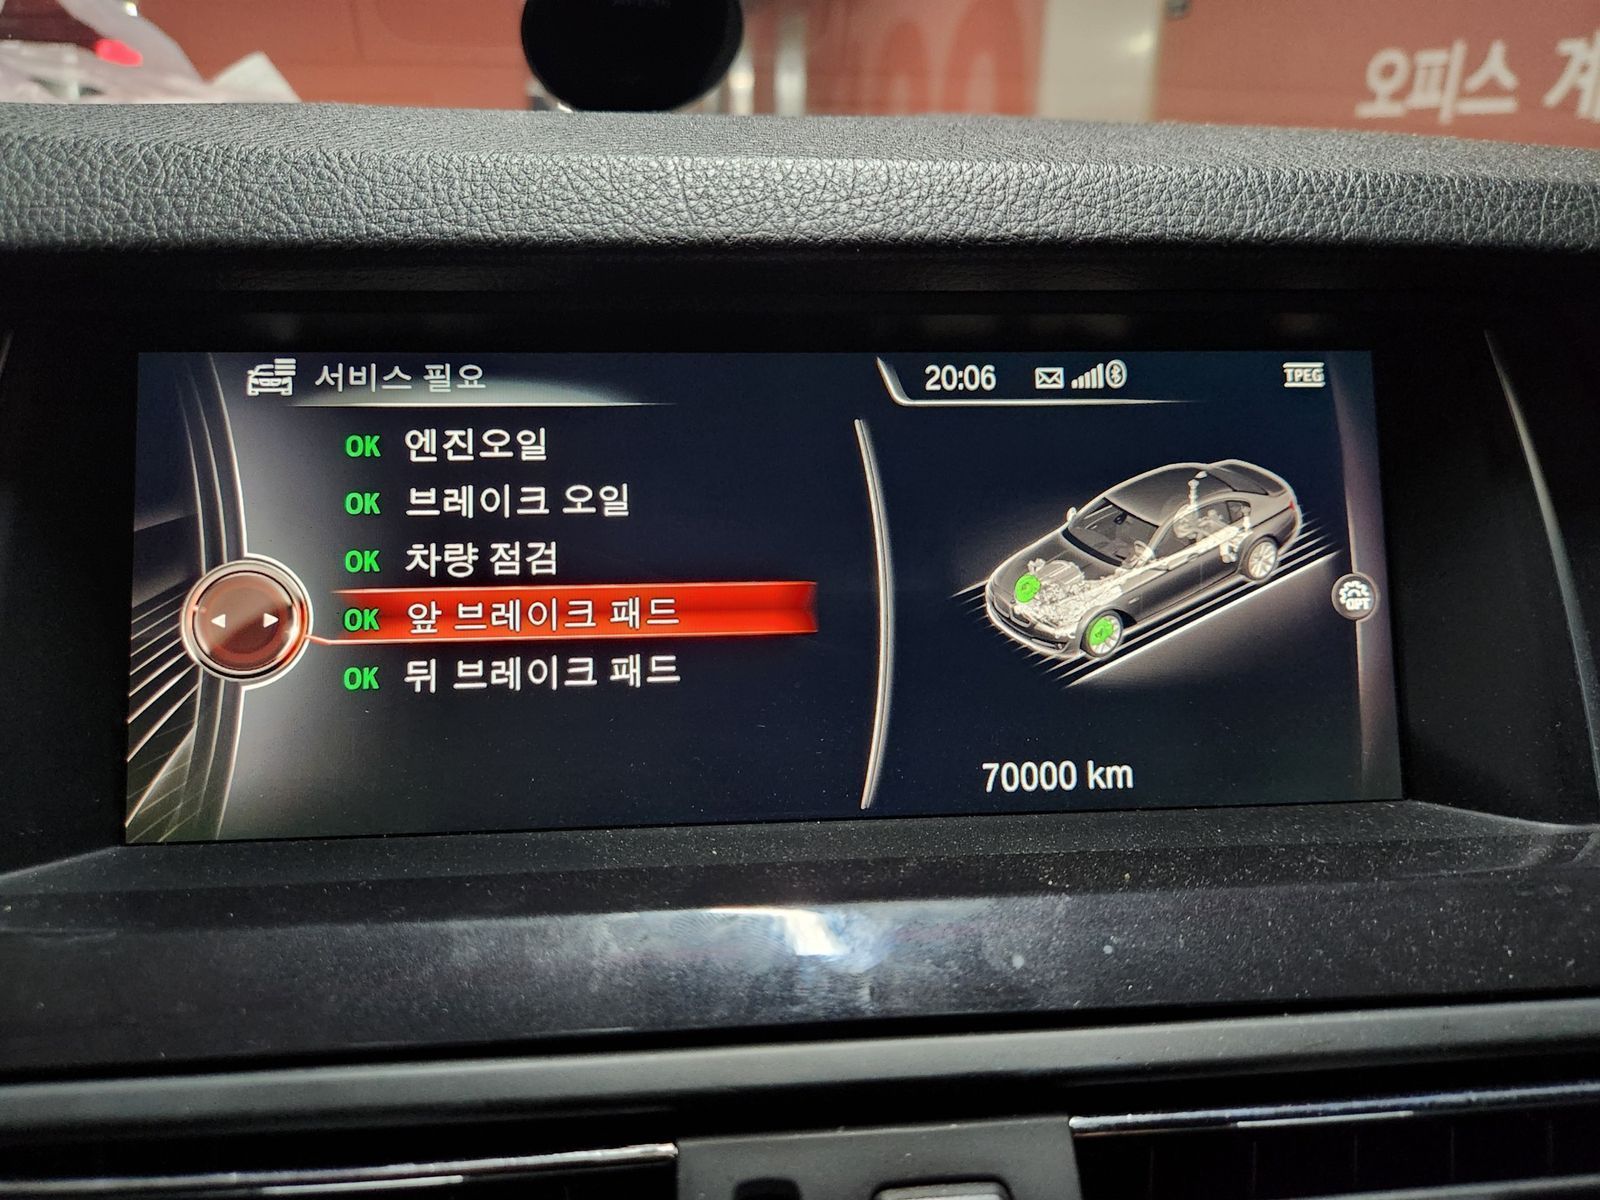 오피스 계
서비스 필요
20:06
TPEG
OK 엔진오일
OK 브레이크 오일
OK 차량 점검
OK 앞 브레이크 패드
OK 뒤 브레이크 패드
OPT
70000 km